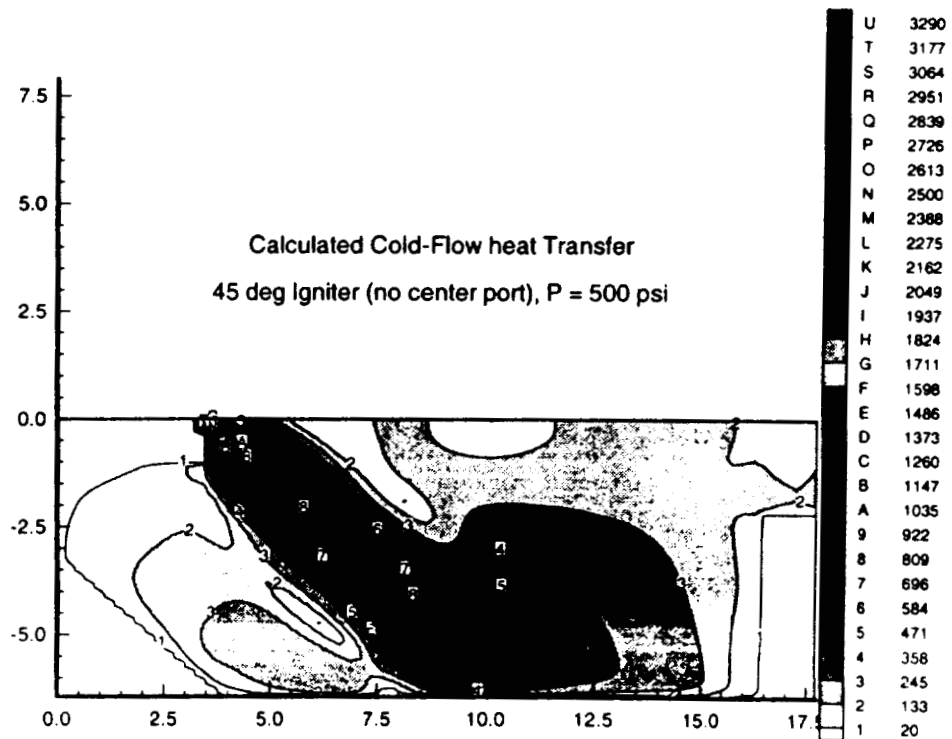 U 3290
T 3177
S 3064
R 2951
Q 2839
P 2726
O 2613
N 2500
M 2388
L 2275
K 2162
J 2049
I 1937
H 1824
G 1711
F 1598
E 1486
D 1373
C 1260
B 1147
A 1035
9 922
8 809
7 696
6 584
5 471
4 358
3 245
2 133
1 20
7.5
5.0
2.5
0.0
-2.5
-5.0
Calculated Cold-Flow heat Transfer
45 deg Igniter (no center port), P = 500 psi
0.0 2.5 5.0 7.5 10.0 12.5 15.0 17.5